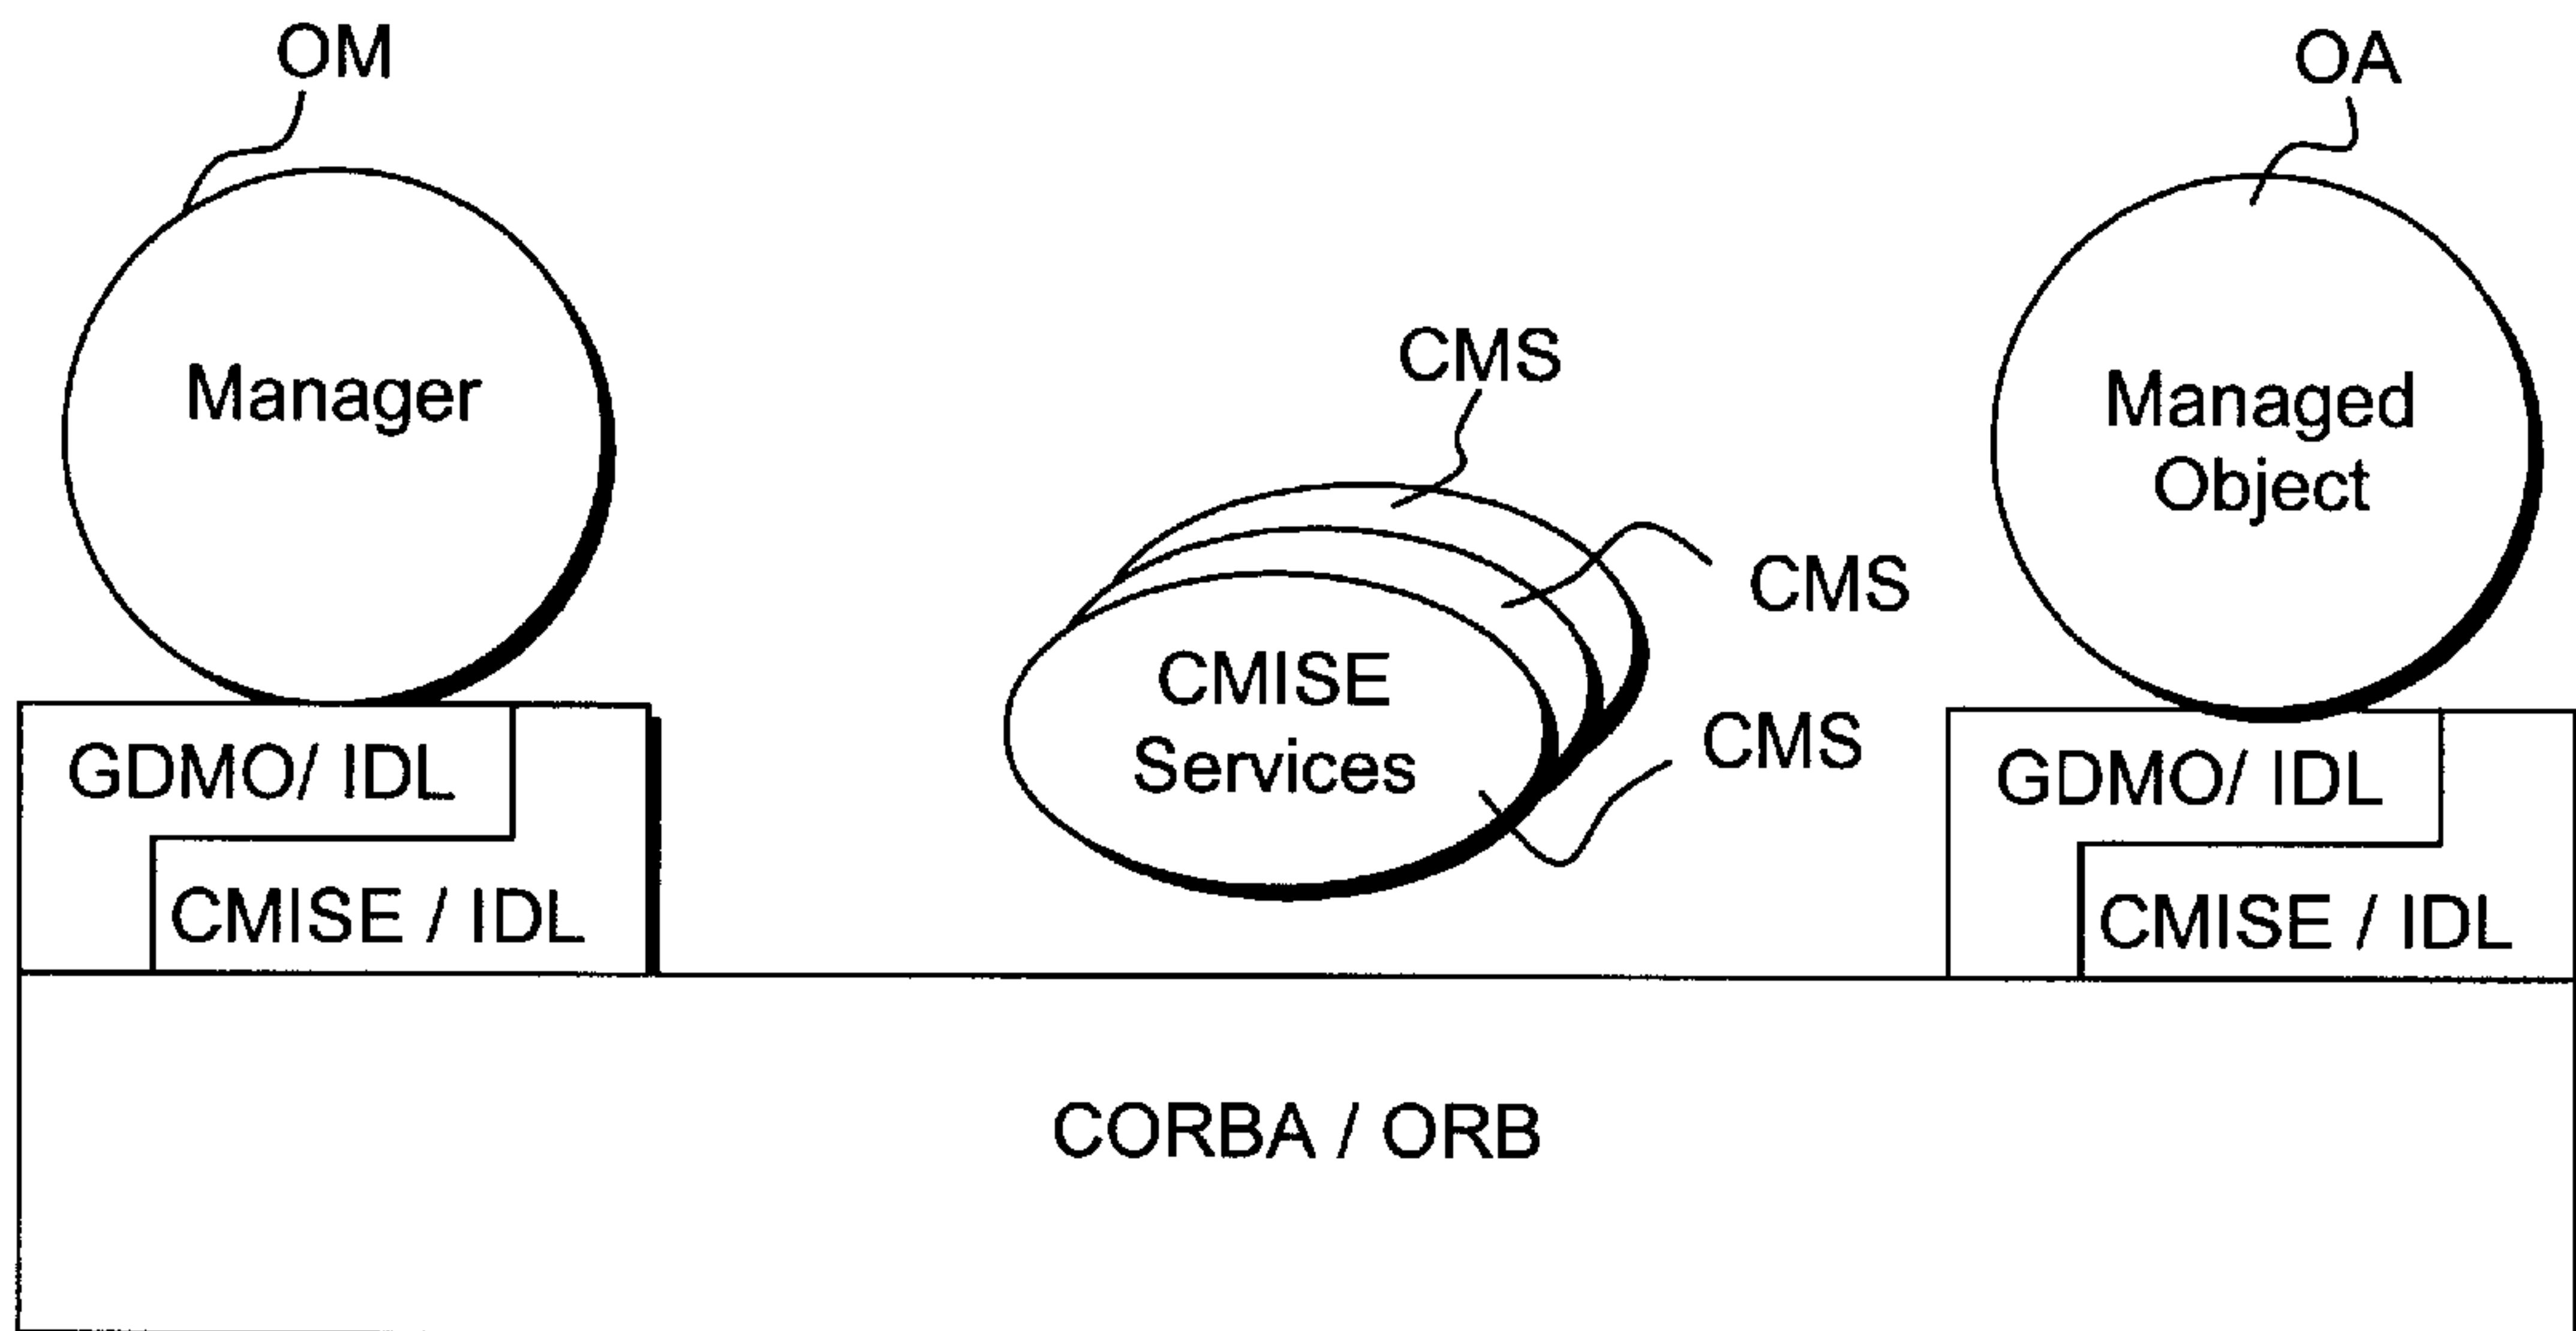 OM
OA
Manager
CMS
Managed
Object
CMS
CMISE
Services
CMS
GDMO/ IDL
CMISE / IDL
GDMO/ IDL
CMISE / IDL
CORBA / ORB